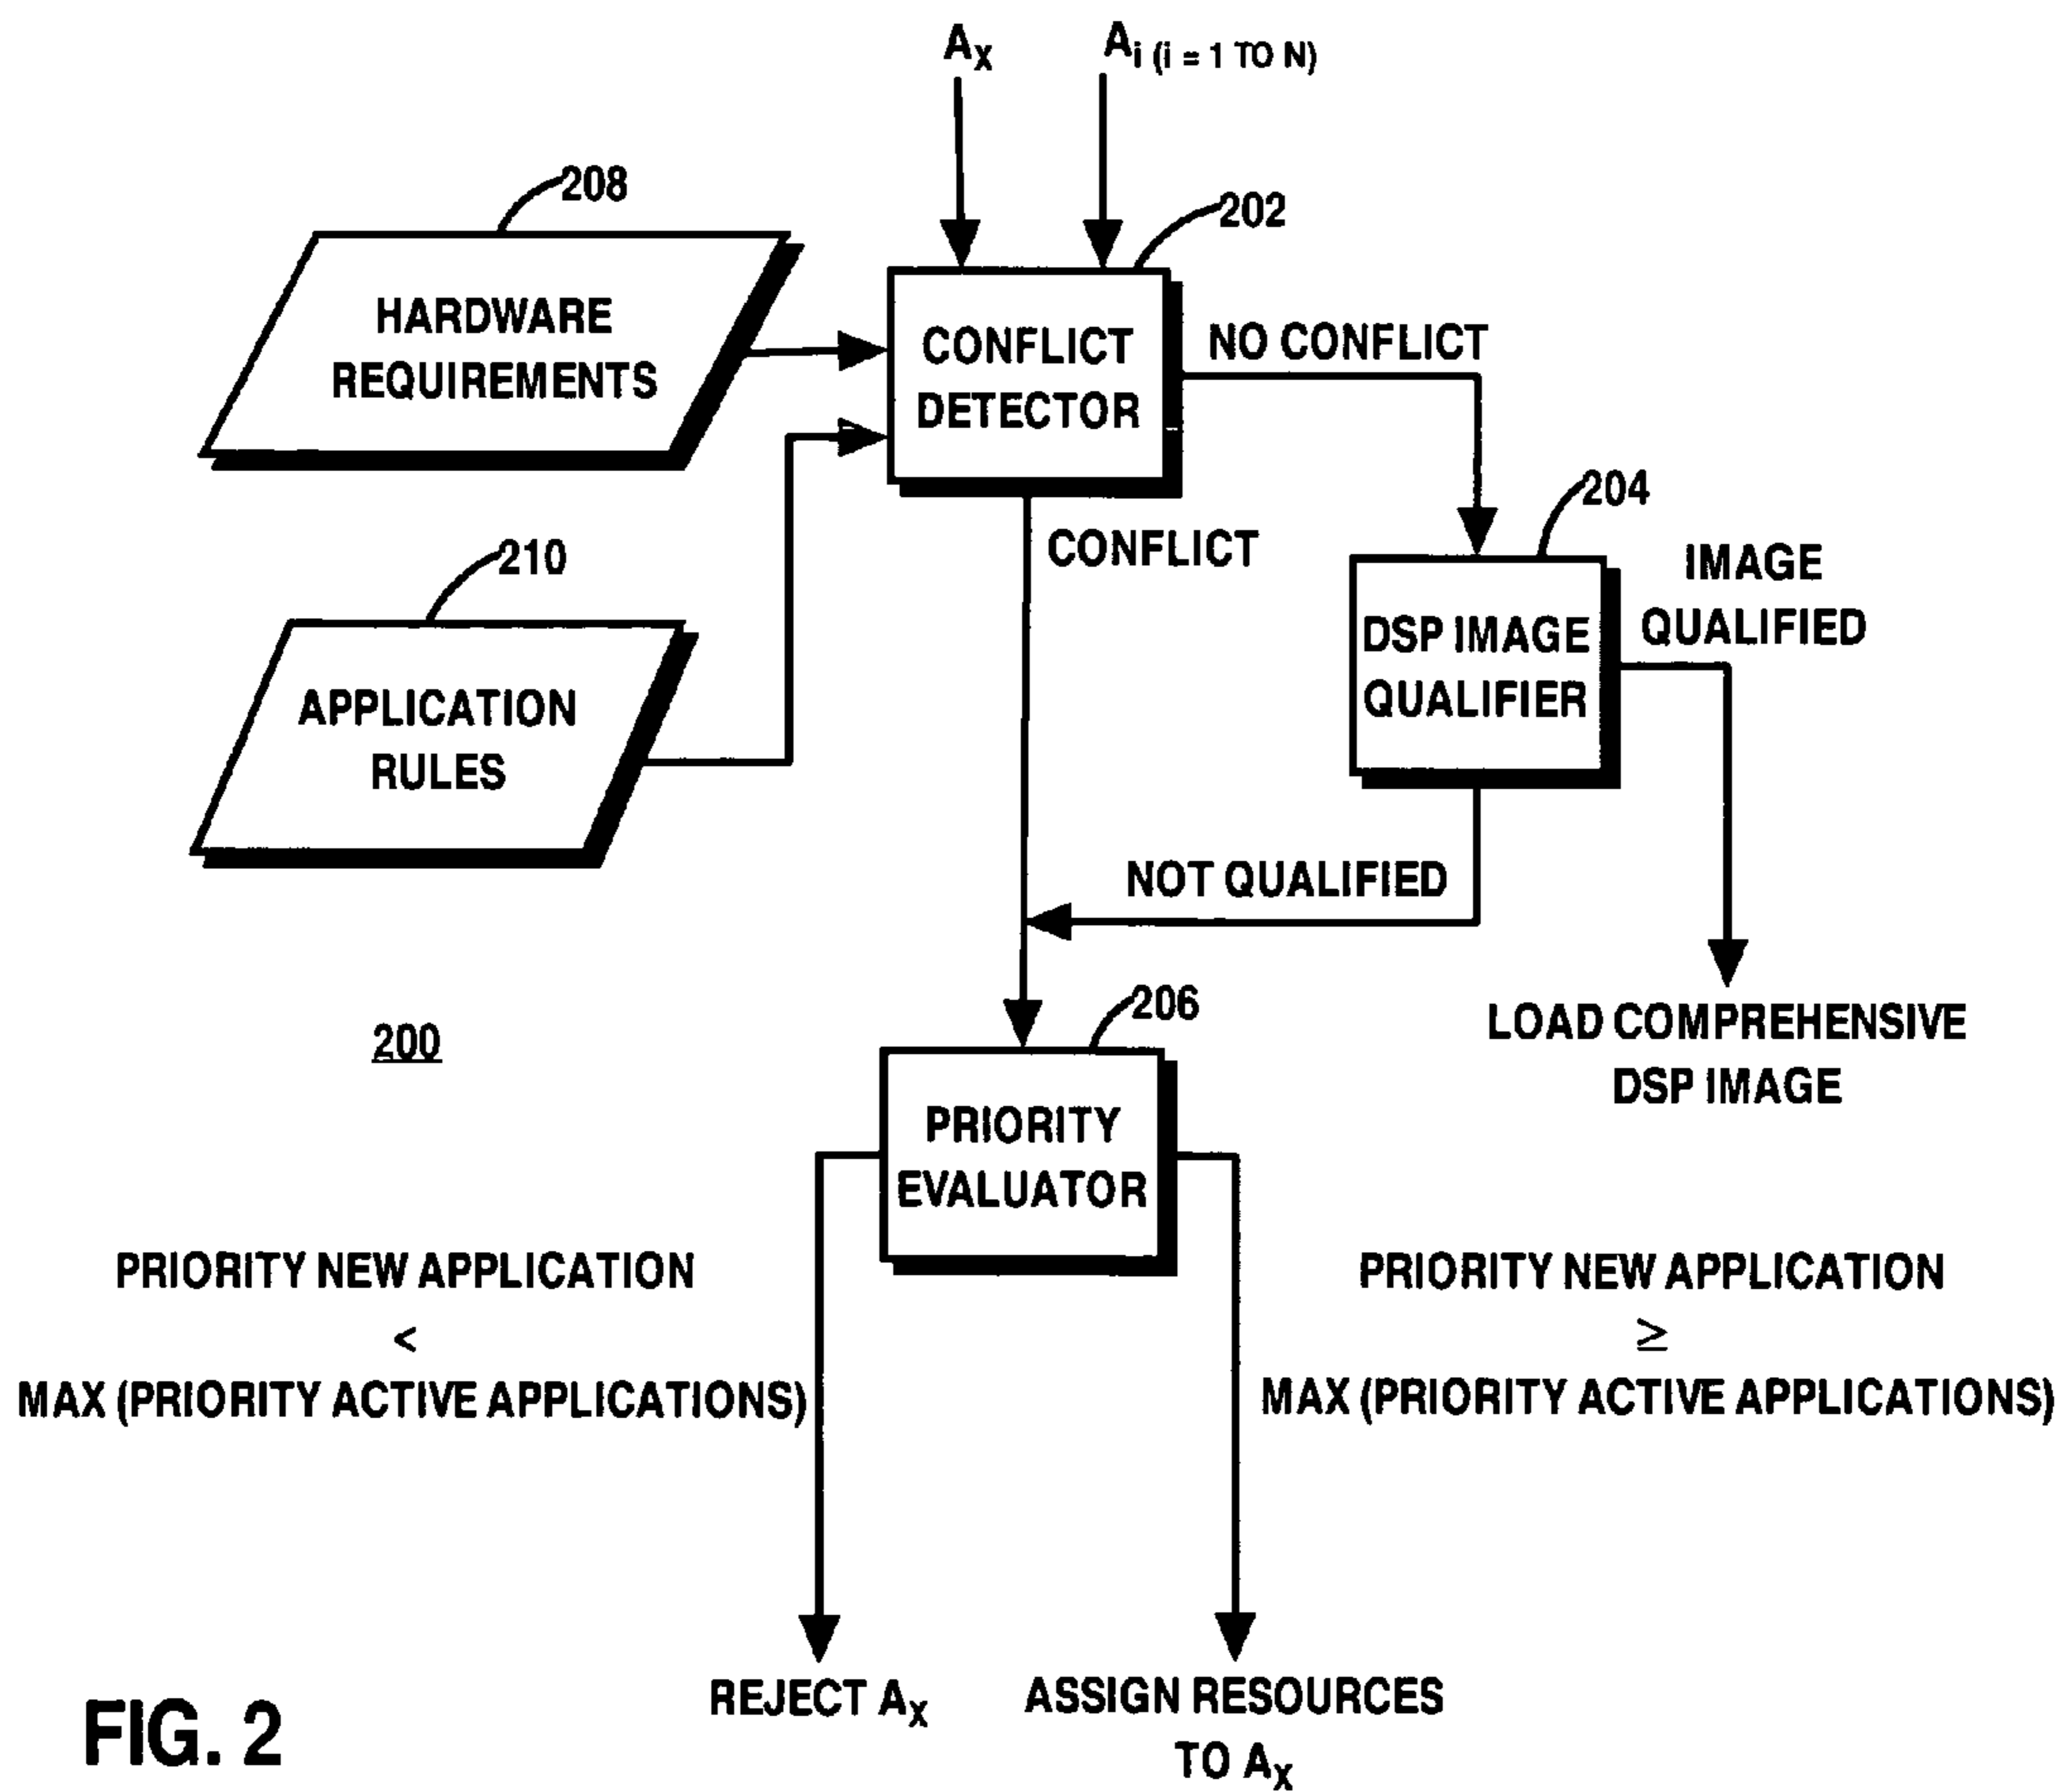 Ax
Ai (i = 1 TO N)
208
202
HARDWARE
REQUIREMENTS
CONFLICT
DETECTOR
NO CONFLICT
204
210
CONFLICT
IMAGE
QUALIFIED
DSP IMAGE
QUALIFIER
APPLICATION
RULES
NOT QUALIFIED
206
200
LOAD COMPREHENSIVE
DSP IMAGE
PRIORITY
EVALUATOR
PRIORITY NEW APPLICATION
<
MAX (PRIORITY ACTIVE APPLICATIONS)
PRIORITY NEW APPLICATION
≥
MAX (PRIORITY ACTIVE APPLICATIONS)
REJECT Ax
ASSIGN RESOURCES
TO Ax
FIG. 2